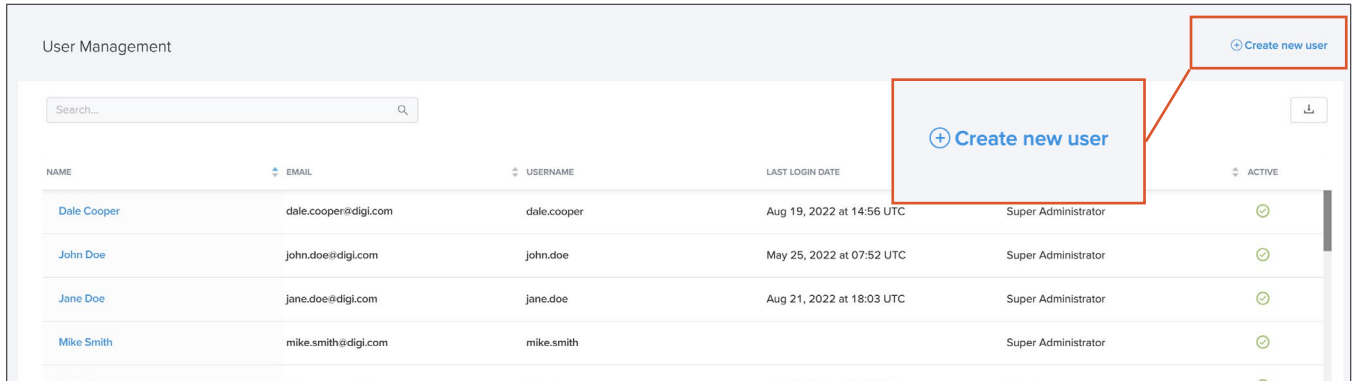 User Management
Create new user
Search...
Create new user
NAME EMAIL USERNAME LAST LOGIN DATE ACTIVE
Dale Cooper dale.cooper@digi.com dale.cooper Aug 19, 2022 at 14:56 UTC Super Administrator
John Doe john.doe@digi.com john.doe May 25, 2022 at 07:52 UTC Super Administrator
Jane Doe jane.doe@digi.com jane.doe Aug 21, 2022 at 18:03 UTC Super Administrator
Mike Smith mike.smith@digi.com mike.smith Super Administrator